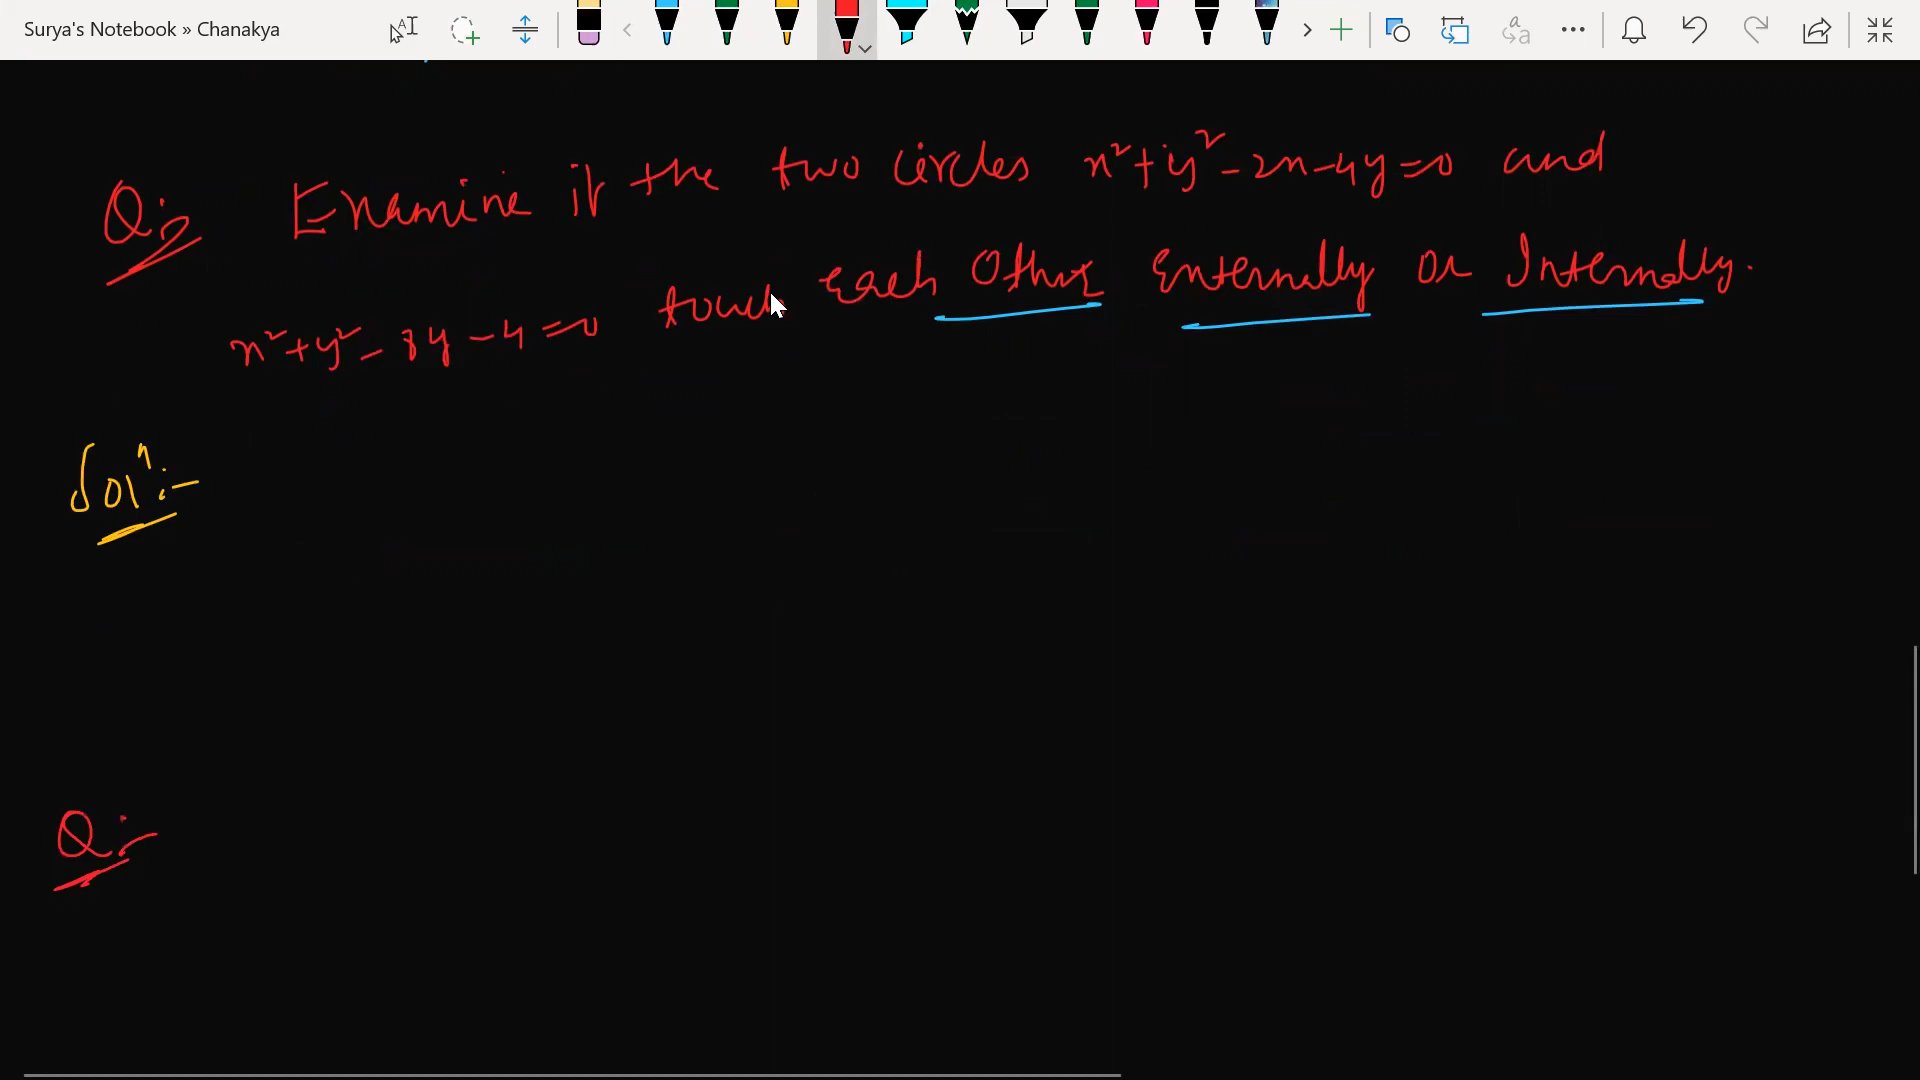 Surya's Notebook » Chanakya
Q:- Examine if the two circles x²+y²-2x-4y=0 and
x²+y²-8y-4=0 touch each Other Externally or Internally.
Solⁿ:-
Q:-